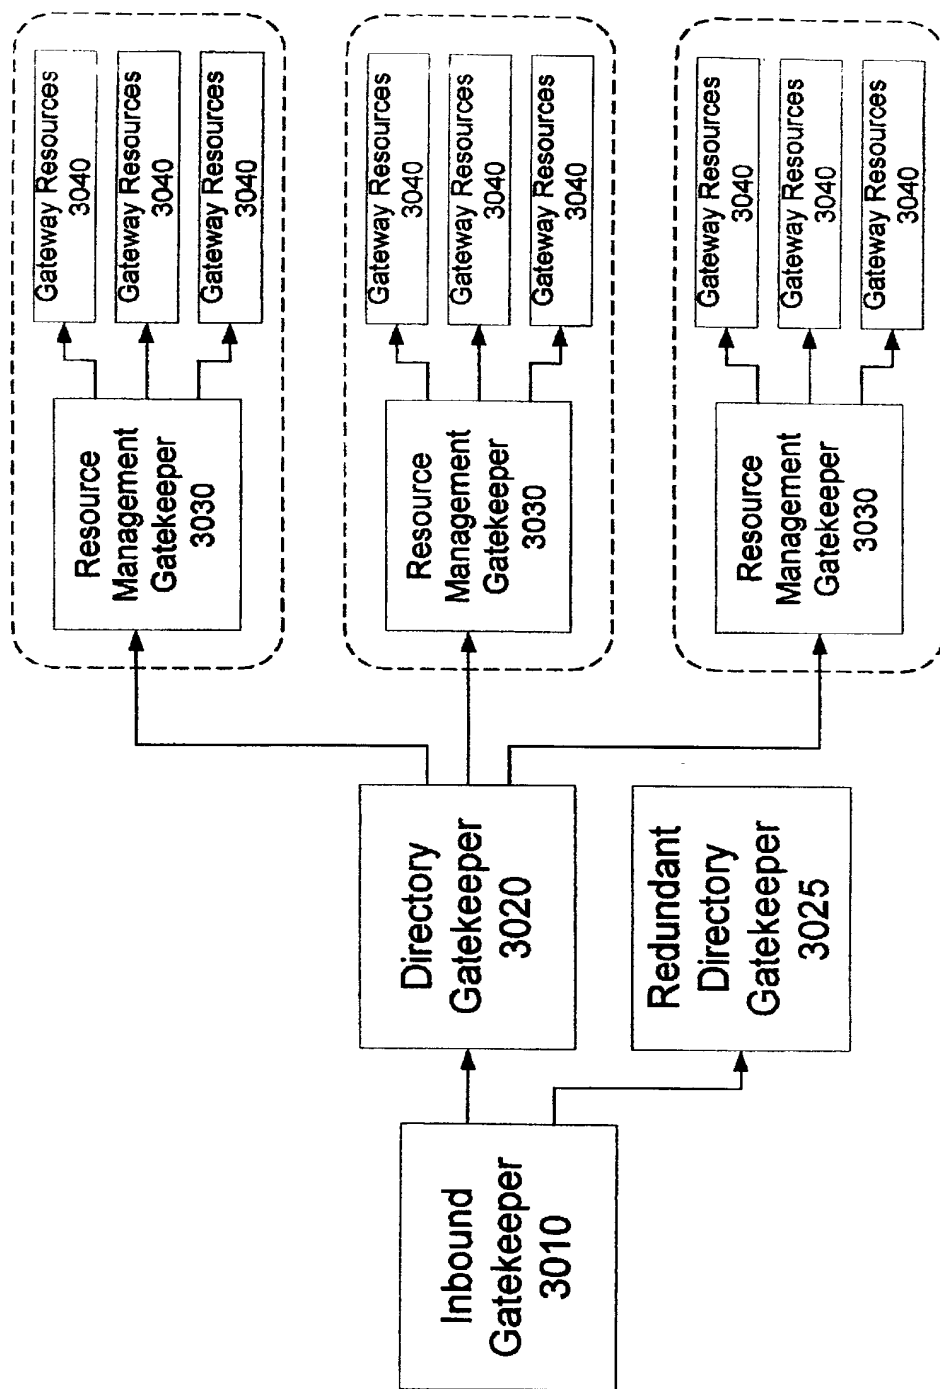 Inbound
Gatekeeper
3010
Directory
Gatekeeper
3020
Redundant
Directory
Gatekeeper
3025
Resource
Management
Gatekeeper
3030
Gateway Resources
3040
Gateway Resources
3040
Gateway Resources
3040
Resource
Management
Gatekeeper
3030
Gateway Resources
3040
Gateway Resources
3040
Gateway Resources
3040
Resource
Management
Gatekeeper
3030
Gateway Resources
3040
Gateway Resources
3040
Gateway Resources
3040